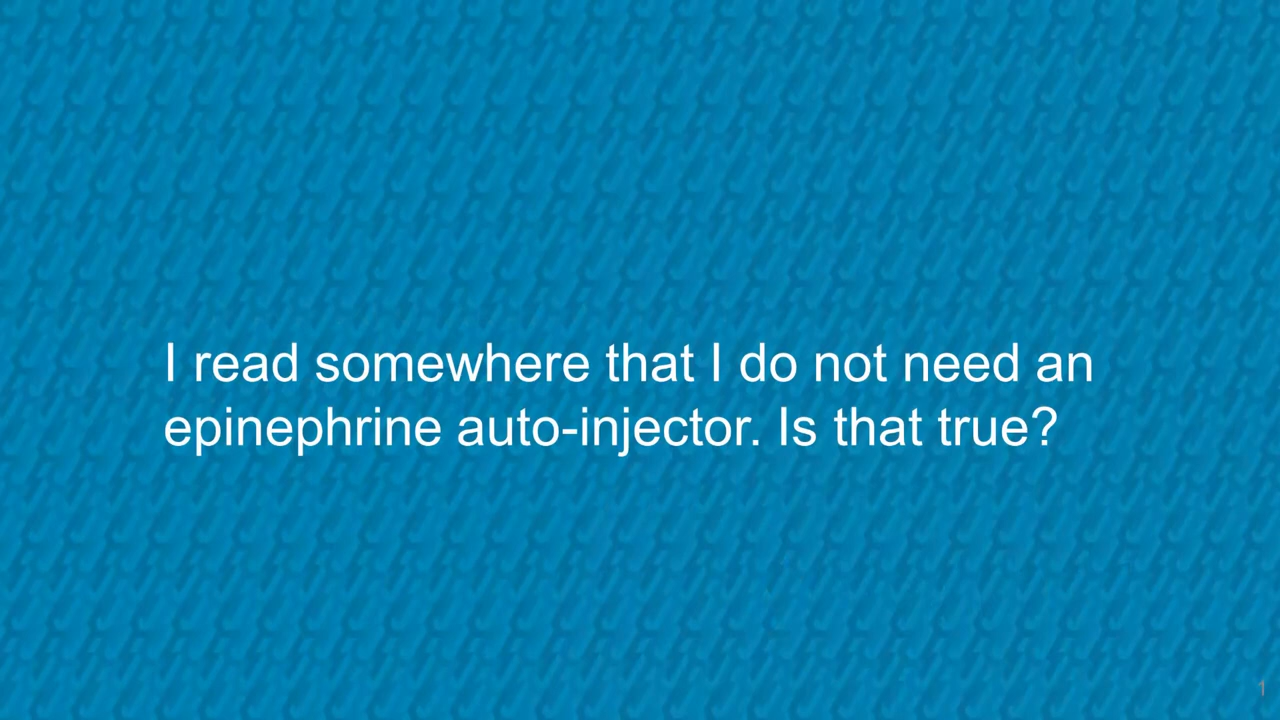 I read somewhere that I do not need an
epinephrine auto-injector. Is that true?
1